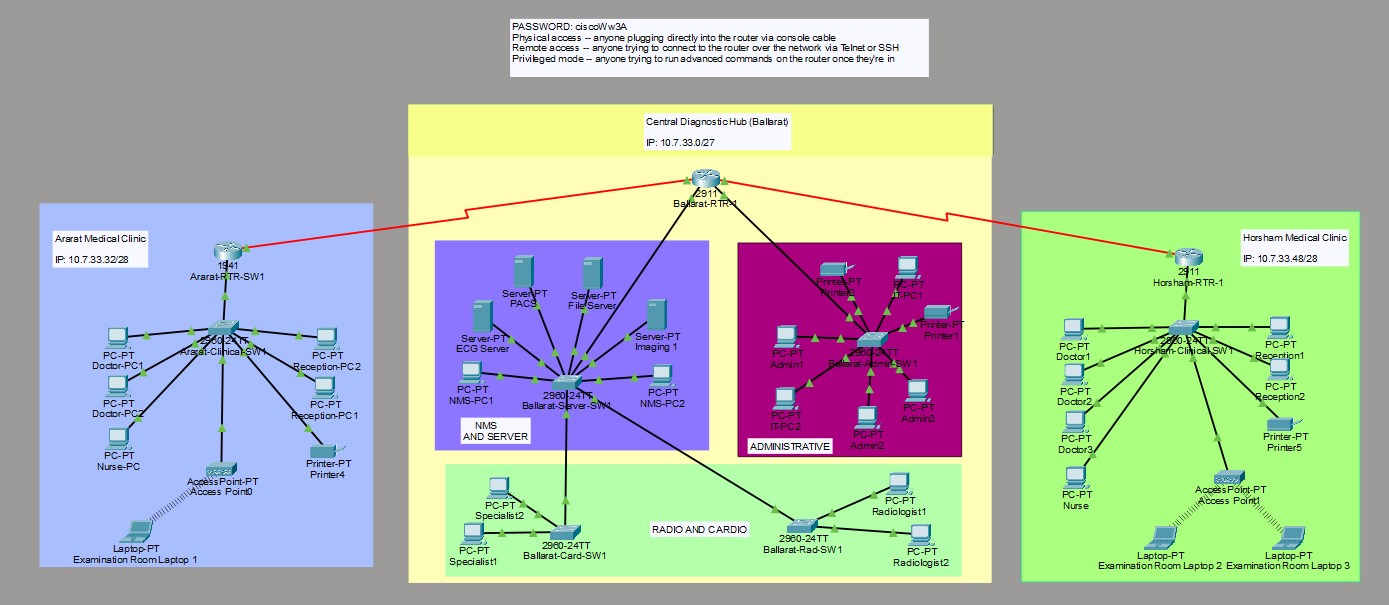 PASSWORD: ciscoWw3A
Physical access -- anyone plugging directly into the router via console cable
Remote access -- anyone trying to connect to the router over the network via Telnet or SSH
Privileged mode -- anyone trying to run advanced commands on the router once they're in
Central Diagnostic Hub (Ballarat)
IP: 10.7.33.0/27
2911
Ballarat-RTR-1
Ararat Medical Clinic
IP: 10.7.33.32/28
1941
Ararat-RTR-SW1
2960-24TT
Ararat-Clinical-SW1
PC-PT
Doctor-PC1
PC-PT
Doctor-PC2
PC-PT
Nurse-PC
PC-PT
Reception-PC2
PC-PT
Reception-PC1
Printer-PT
Printer4
AccessPoint-PT
Access Point0
Laptop-PT
Examination Room Laptop 1
Server-PT
PACS
Server-PT
File Server
Server-PT
ECG Server
Server-PT
Imaging 1
PC-PT
NMS-PC1
PC-PT
NMS-PC2
2960-24TT
Ballarat-Server-SW1
NMS
AND SERVER
Printer-PT
Printer2
PC-PT
IT-PC1
Printer-PT
Printer1
PC-PT
Admin1
2960-24TT
Ballarat-Admin-SW1
PC-PT
IT-PC2
PC-PT
Admin2
PC-PT
Admin3
ADMINISTRATIVE
PC-PT
Specialist2
PC-PT
Specialist1
2960-24TT
Ballarat-Card-SW1
RADIO AND CARDIO
2960-24TT
Ballarat-Rad-SW1
PC-PT
Radiologist1
PC-PT
Radiologist2
Horsham Medical Clinic
IP: 10.7.33.48/28
2911
Horsham-RTR-1
2960-24TT
Horsham-Clinical-SW1
PC-PT
Doctor1
PC-PT
Doctor2
PC-PT
Doctor3
PC-PT
Nurse
PC-PT
Reception1
PC-PT
Reception2
Printer-PT
Printer5
AccessPoint-PT
Access Point1
Laptop-PT
Examination Room Laptop 2
Laptop-PT
Examination Room Laptop 3